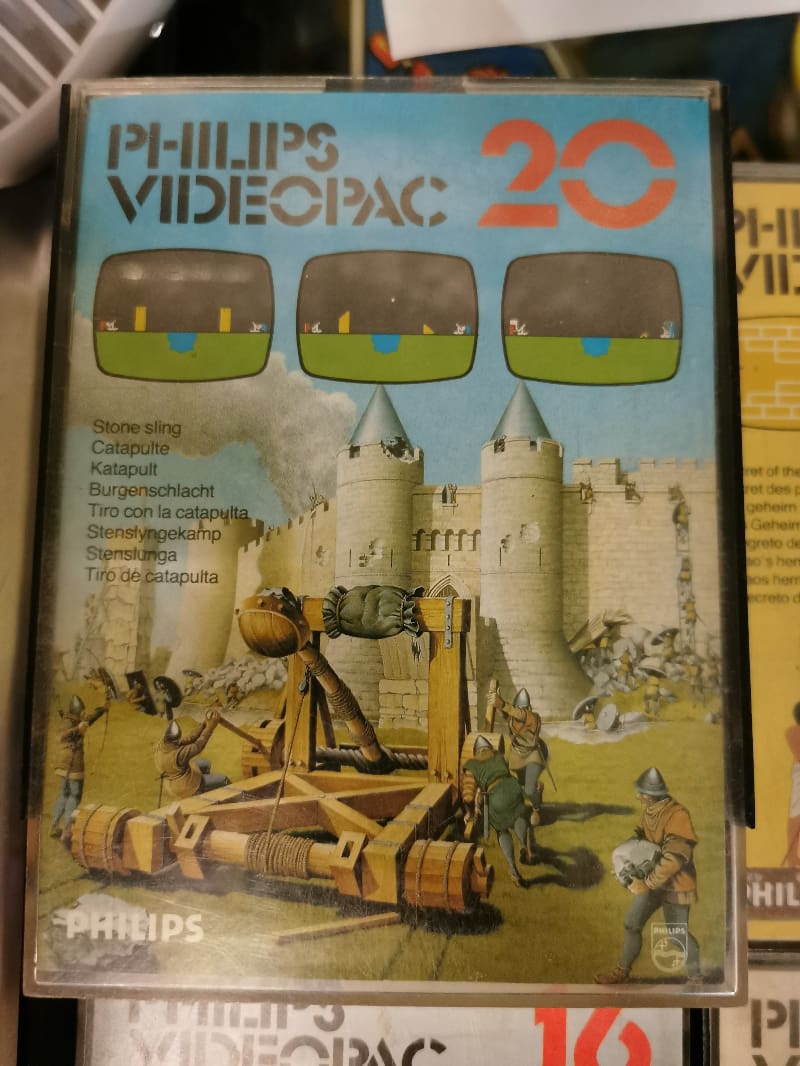 PHILIPS
VIDEOPAC
20
Stone sling
Catapulte
Katapult
Burgenschlacht
Tiro con la catapulta
Stenslyngekamp
Stenslunga
Tiro de catapulta
PHILIPS
PHILIPS
PHILIPS
VIDEOPAC
16